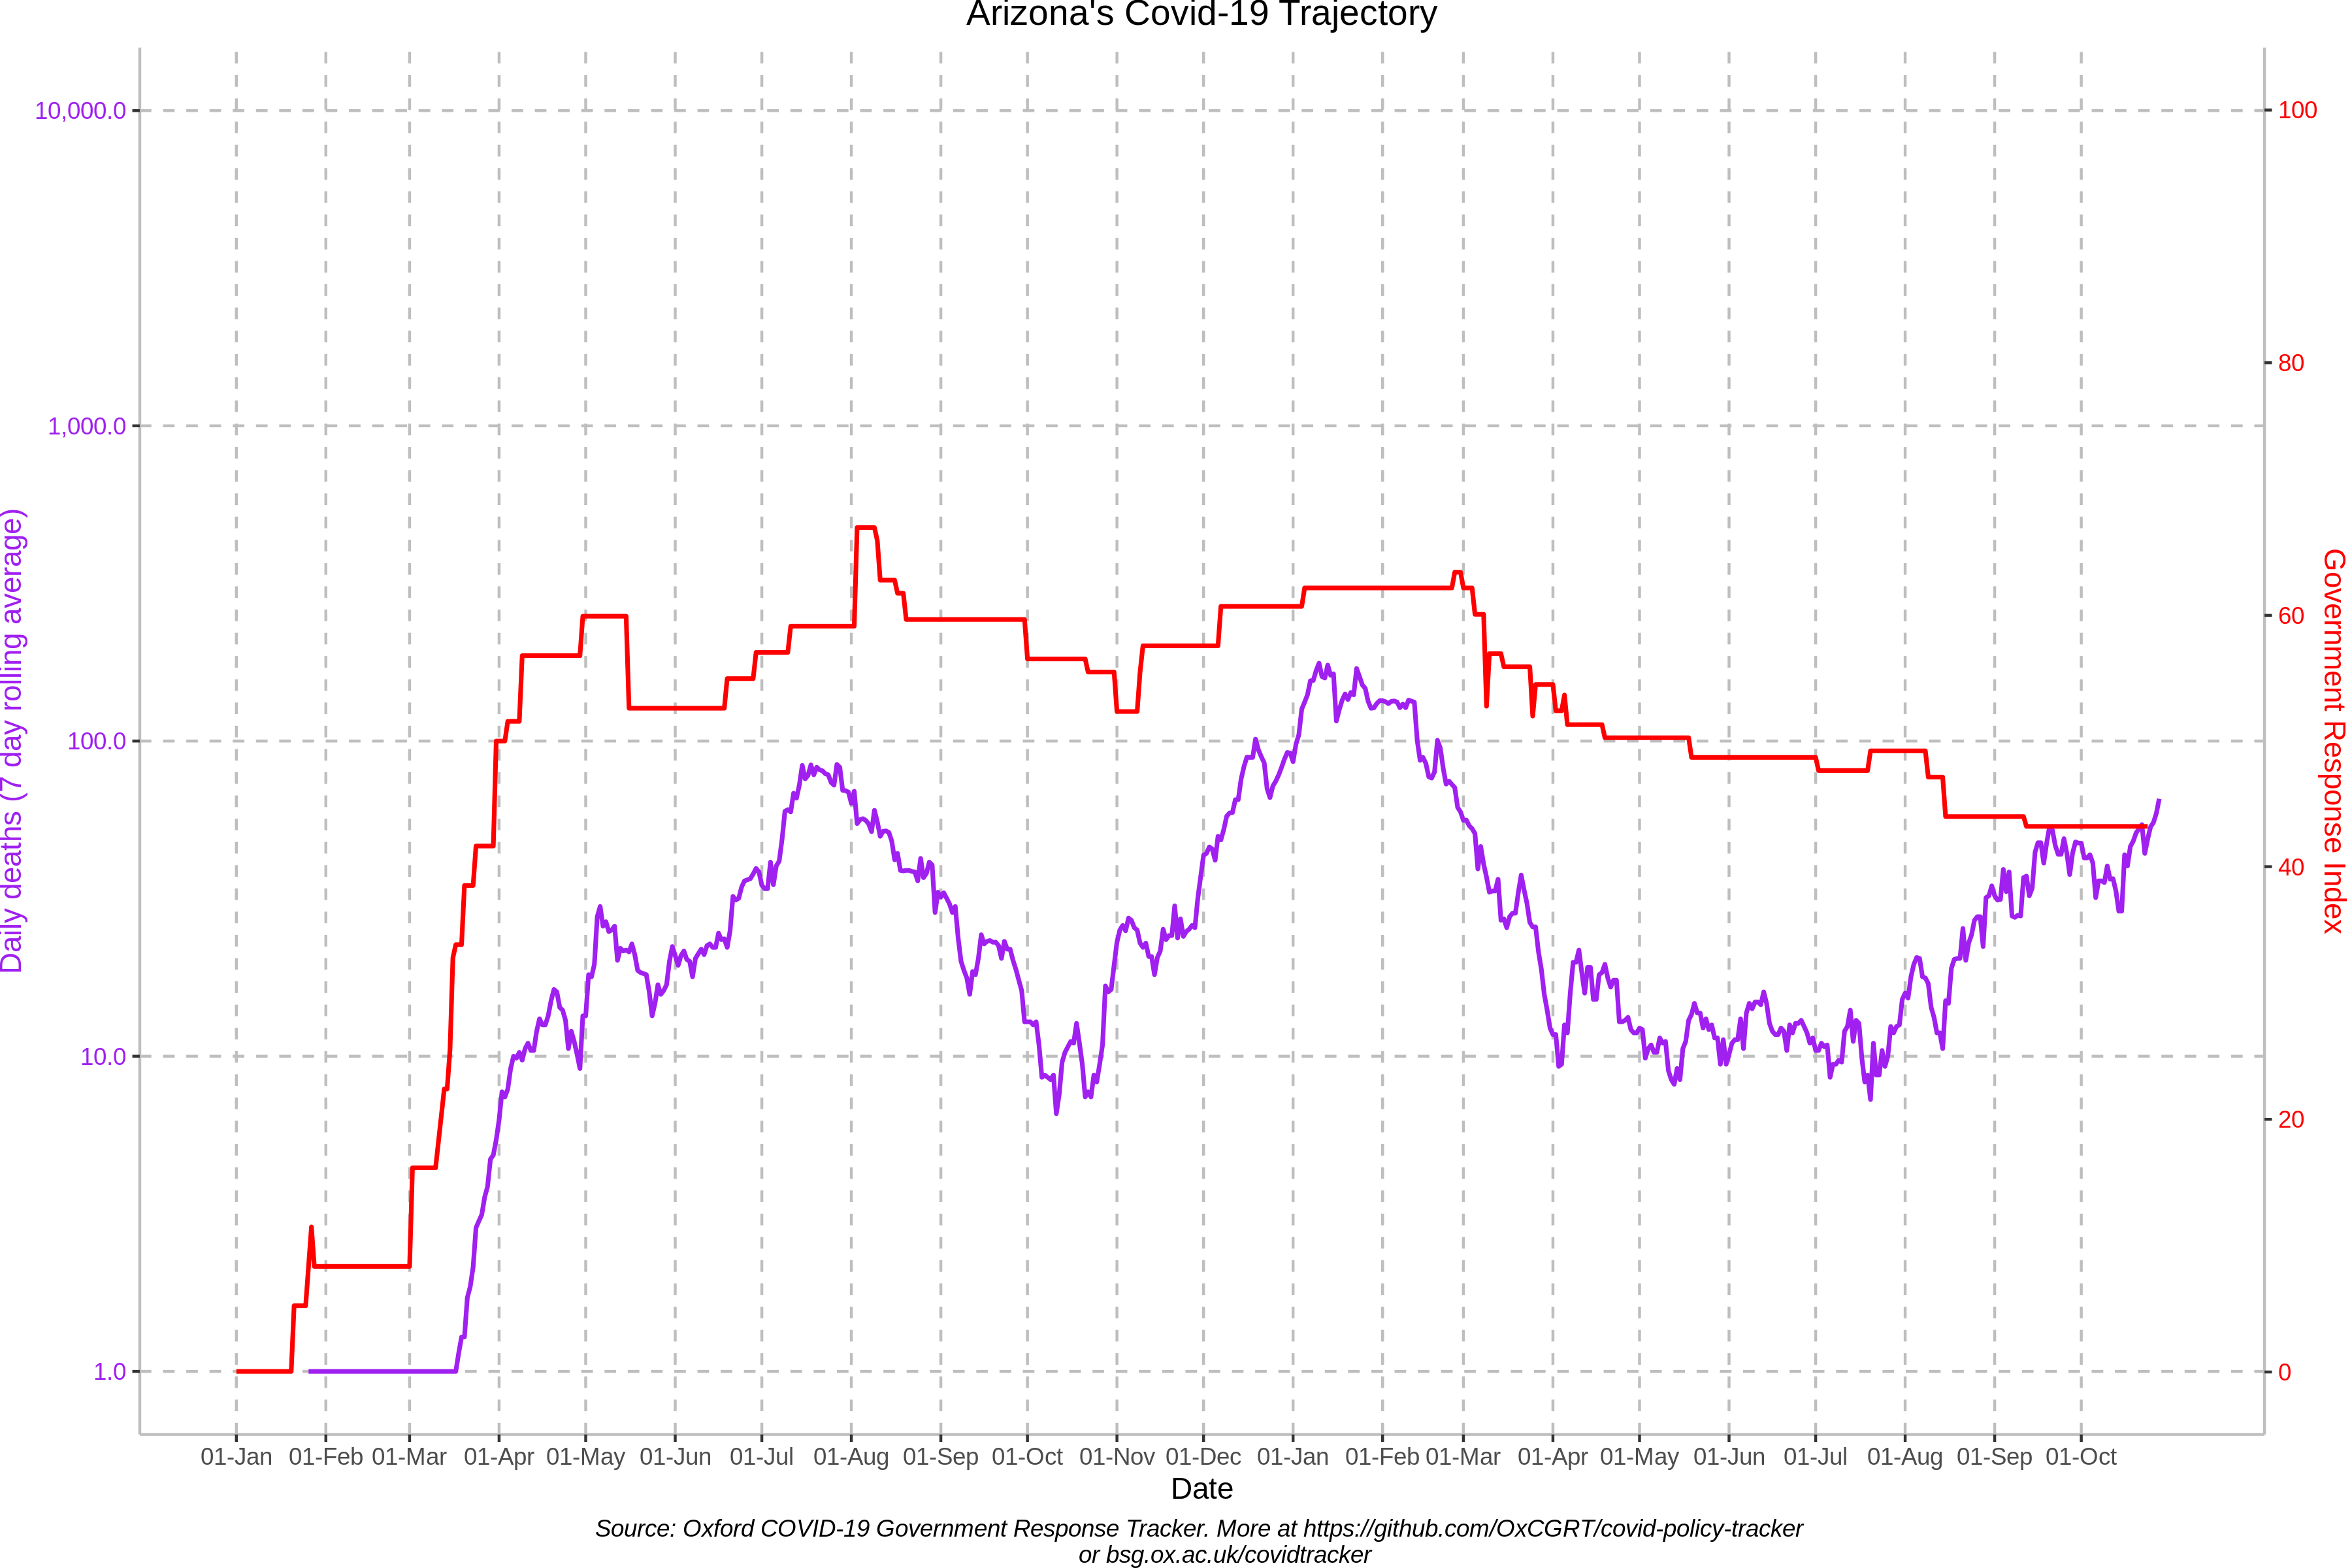 Arizona's Covid-19 Trajectory
10,000.0
1,000.0
100.0
10.0
1.0
Daily deaths (7 day rolling average)
100
80
60
40
20
0
Government Response Index
01-Jan 01-Feb 01-Mar 01-Apr 01-May 01-Jun 01-Jul 01-Aug 01-Sep 01-Oct 01-Nov 01-Dec 01-Jan 01-Feb 01-Mar 01-Apr 01-May 01-Jun 01-Jul 01-Aug 01-Sep 01-Oct
Date
Source: Oxford COVID-19 Government Response Tracker. More at https://github.com/OxCGRT/covid-policy-tracker
or bsg.ox.ac.uk/covidtracker